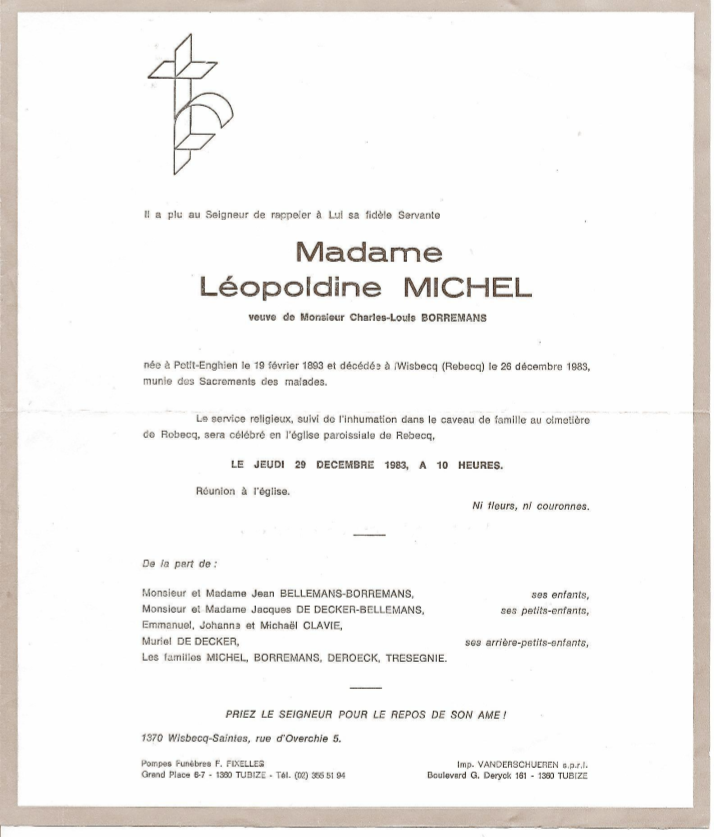 Il a plu au Seigneur de rappeler à Lui sa fidèle Servante
Madame
Léopoldine MICHEL
veuve de Monsieur Charles-Louis BORREMANS
née à Petit-Enghien le 19 février 1893 et décédée à Wisbecq (Rebecq) le 26 décembre 1983,
munie des Sacrements des malades.
Le service religieux, suivi de l'inhumation dans le caveau de famille au cimetière
de Rebecq, sera célébré en l'église paroissiale de Rebecq,
LE JEUDI 29 DECEMBRE 1983, A 10 HEURES.
Réunion à l'église.
Ni fleurs, ni couronnes.
De la part de :
Monsieur et Madame Jean BELLEMANS-BORREMANS, ses enfants,
Monsieur et Madame Jacques DE DECKER-BELLEMANS, ses petits-enfants,
Emmanuel, Johanna et Michaël CLAVIE,
Muriel DE DECKER, ses arrière-petits-enfants,
Les familles MICHEL, BORREMANS, DEROECK, TRESEGNIE.
PRIEZ LE SEIGNEUR POUR LE REPOS DE SON AME !
1370 Wisbecq-Saintes, rue d'Overchie 5.
Pompes Funèbres F. FIXELLES Imp. VANDERSCHUEREN s.p.r.l.
Grand Place 6-7 - 1360 TUBIZE - Tél. (02) 355 51 94 Boulevard G. Deryck 161 - 1360 TUBIZE